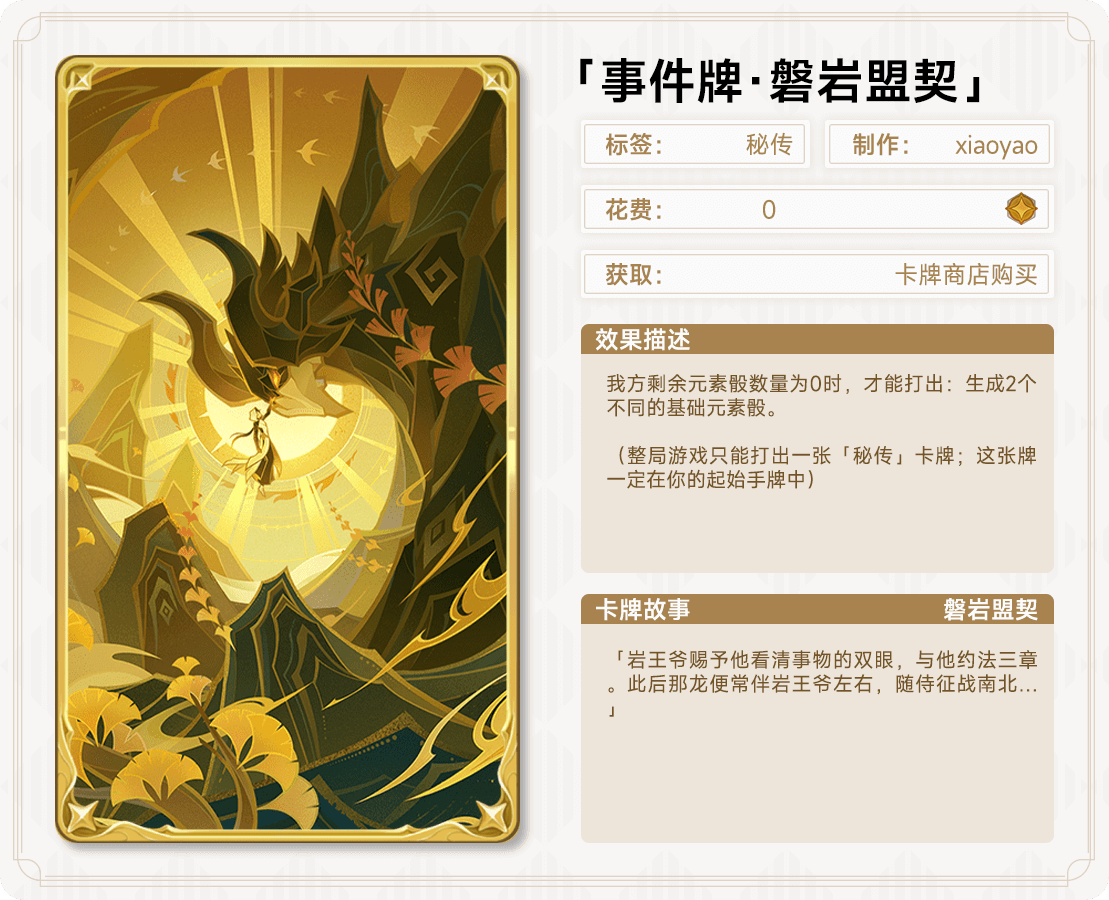 「事件牌·磐岩盟契」
标签： 秘传 制作： xiaoyao
花费： 0
获取： 卡牌商店购买
效果描述
我方剩余元素骰数量为0时，才能打出：生成2个
不同的基础元素骰。
（整局游戏只能打出一张「秘传」卡牌；这张牌
一定在你的起始手牌中）
卡牌故事 磐岩盟契
「岩王爷赐予他看清事物的双眼，与他约法三章
。此后那龙便常伴岩王爷左右，随侍征战南北...
」